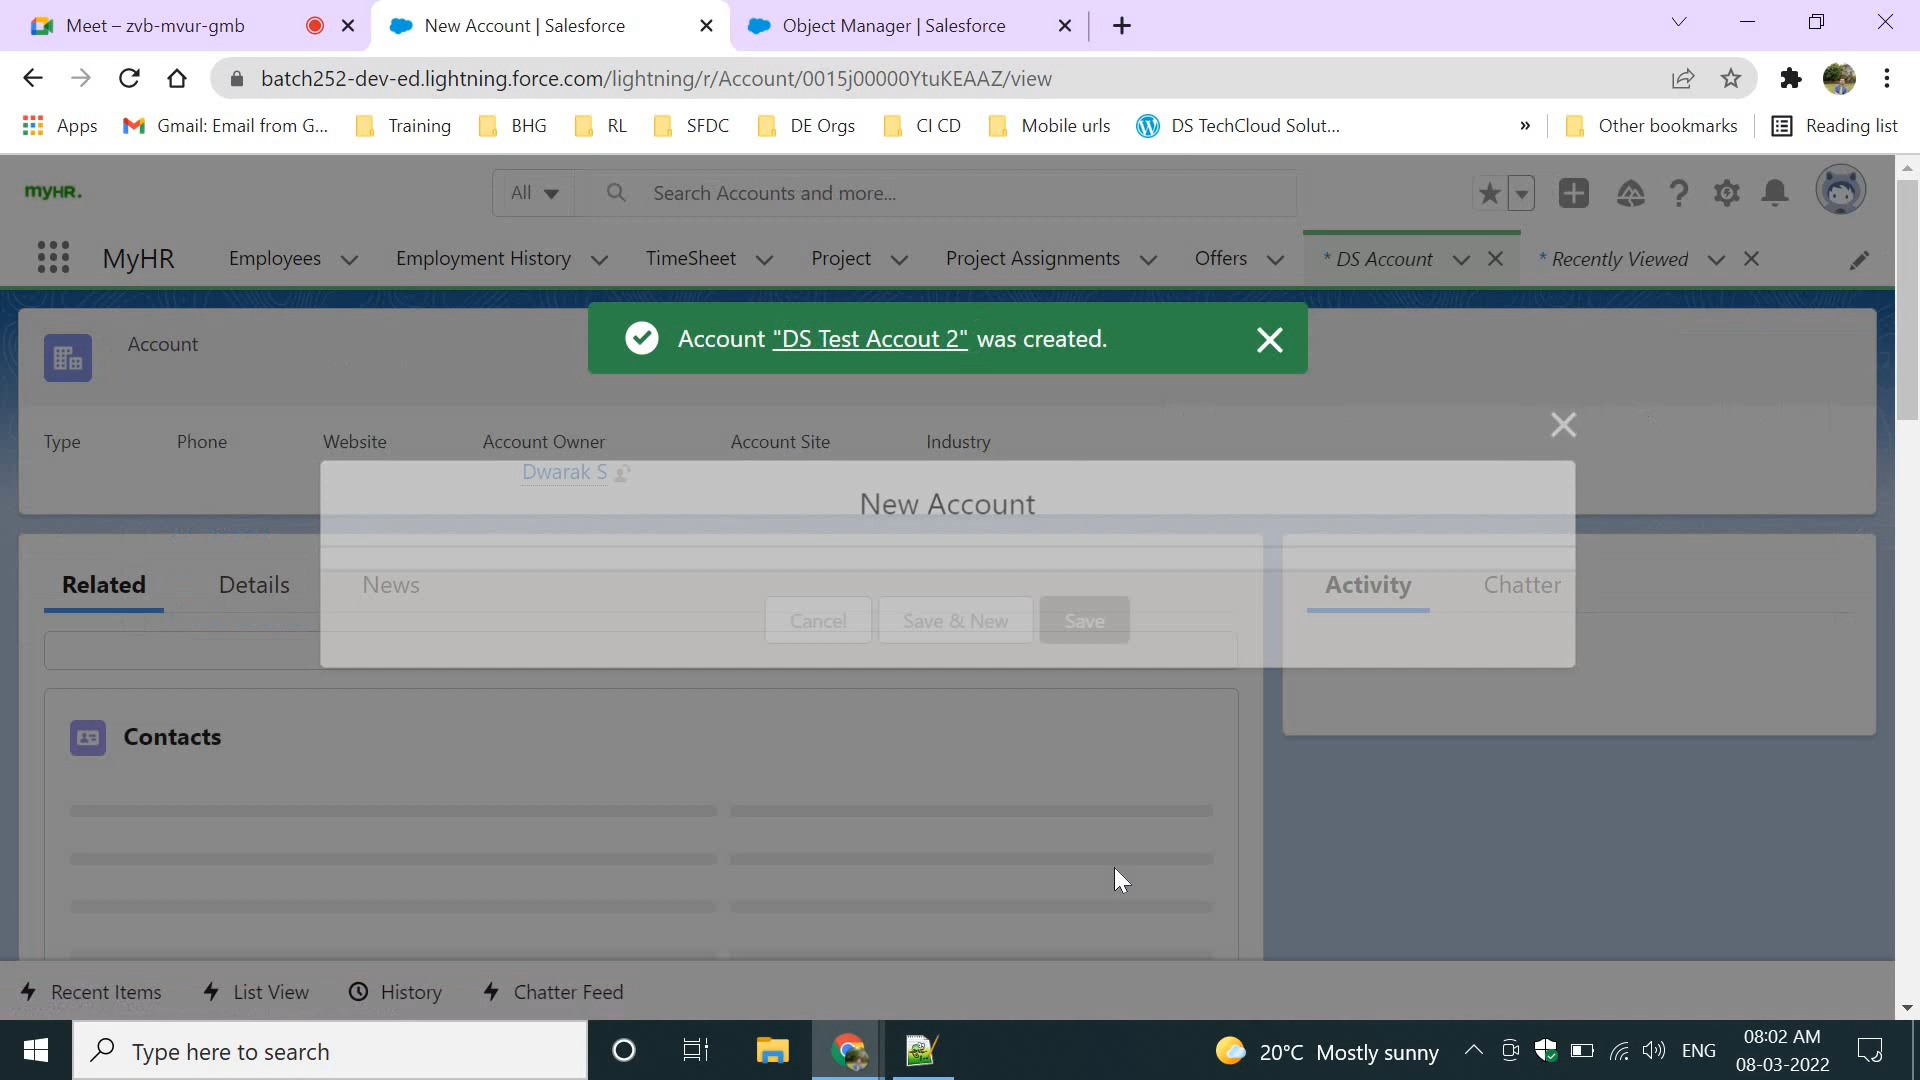 Meet – zvb-mvur-gmb
New Account | Salesforce
Object Manager | Salesforce
batch252-dev-ed.lightning.force.com/lightning/r/Account/0015j00000YtuKEAAZ/view
Apps
Gmail: Email from G...
Training
BHG
RL
SFDC
DE Orgs
CI CD
Mobile urls
DS TechCloud Solut...
»
Other bookmarks
Reading list
myHR.
All
Search Accounts and more...
MyHR
Employees
Employment History
TimeSheet
Project
Project Assignments
Offers
* DS Account
* Recently Viewed
Account "DS Test Accout 2" was created.
Account
Type
Phone
Website
Account Owner
Account Site
Industry
Dwarak S
New Account
Related
Details
News
Activity
Chatter
Cancel
Save & New
Save
Contacts
Recent Items
List View
History
Chatter Feed
Type here to search
20°C Mostly sunny
ENG
08:02 AM
08-03-2022